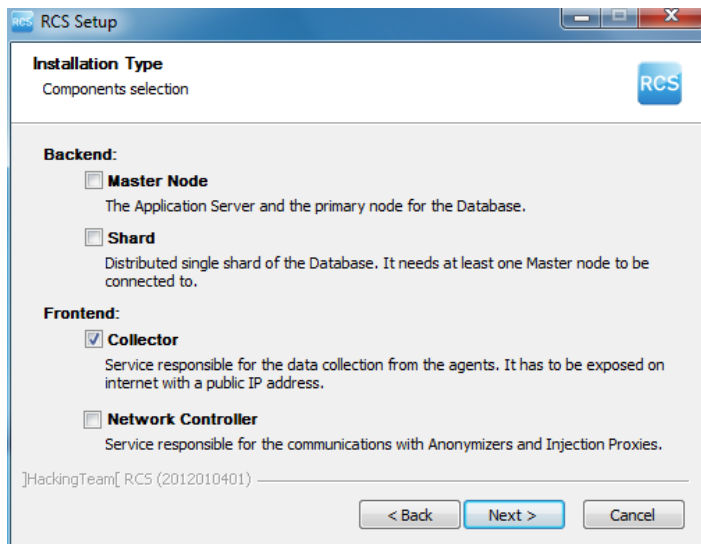 RCS RCS Setup
Installation Type
Components selection
RCS
Backend:
Master Node
The Application Server and the primary node for the Database.
Shard
Distributed single shard of the Database. It needs at least one Master node to be
connected to.
Frontend:
Collector
Service responsible for the data collection from the agents. It has to be exposed on
internet with a public IP address.
Network Controller
Service responsible for the communications with Anonymizers and Injection Proxies.
]HackingTeam[ RCS (2012010401)
< Back Next > Cancel